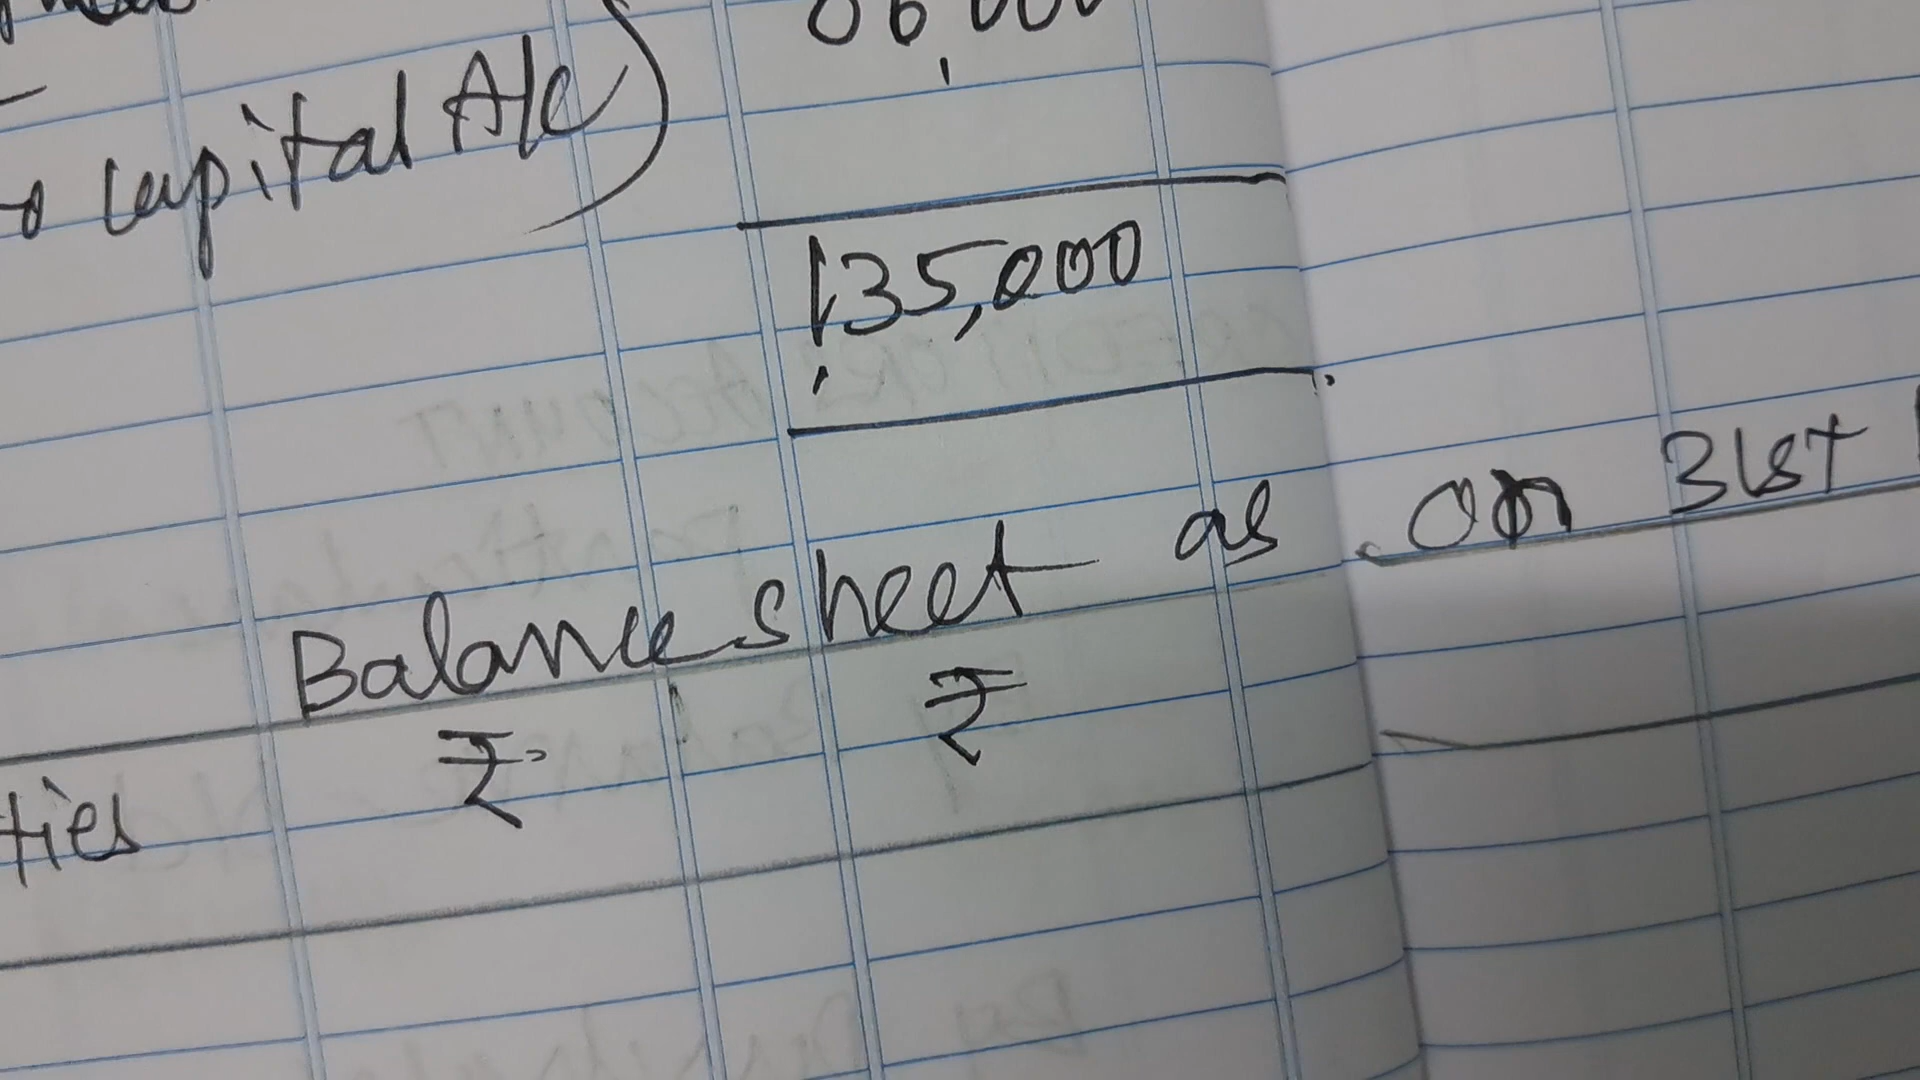 capital A/c)
135,000
Balance sheet as on 31st
₹ ₹
ties